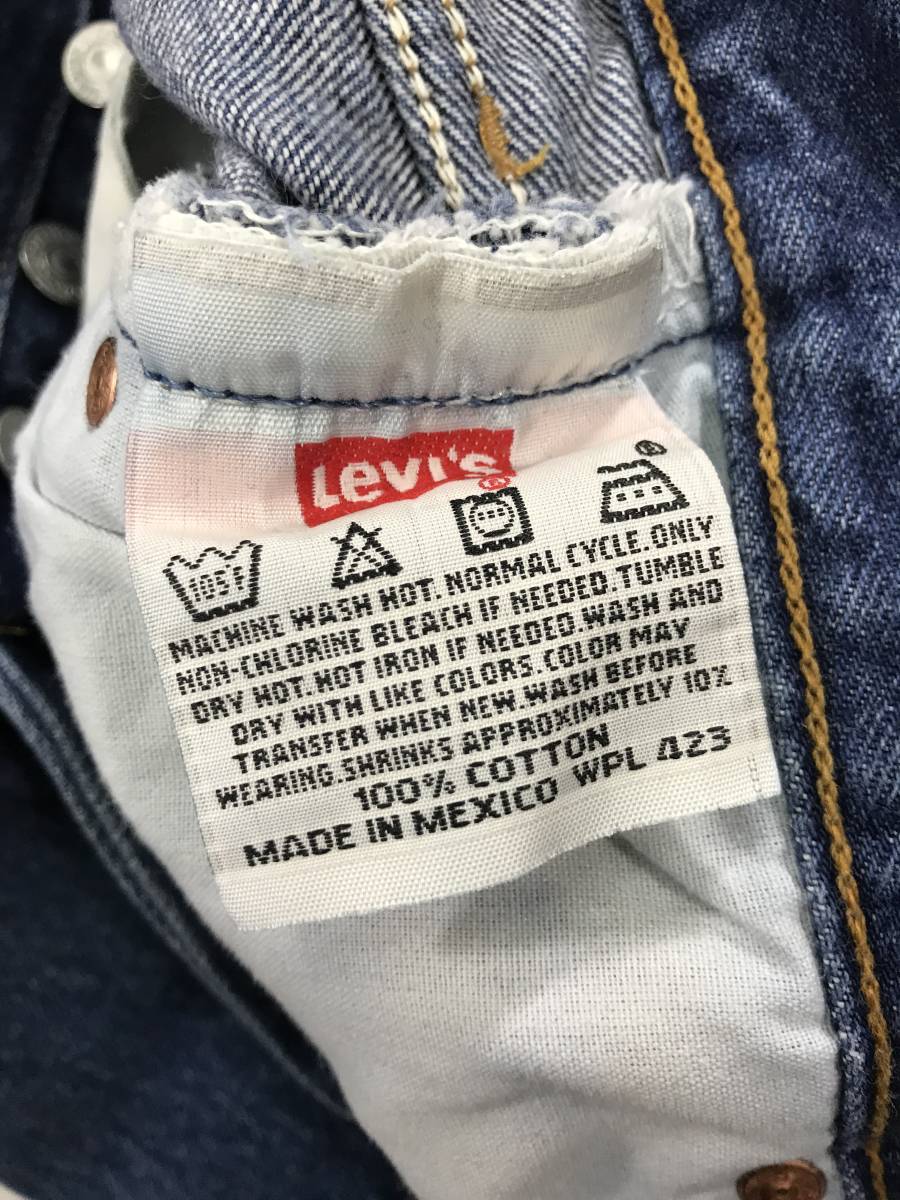 Levi's
105F
MACHINE WASH HOT. NORMAL CYCLE. ONLY
NON-CHLORINE BLEACH IF NEEDED. TUMBLE
DRY HOT. HOT IRON IF NEEDED. WASH AND
DRY WITH LIKE COLORS. COLOR MAY
TRANSFER WHEN NEW. WASH BEFORE
WEARING. SHRINKS APPROXIMATELY 10%
100% COTTON
MADE IN MEXICO WPL 423